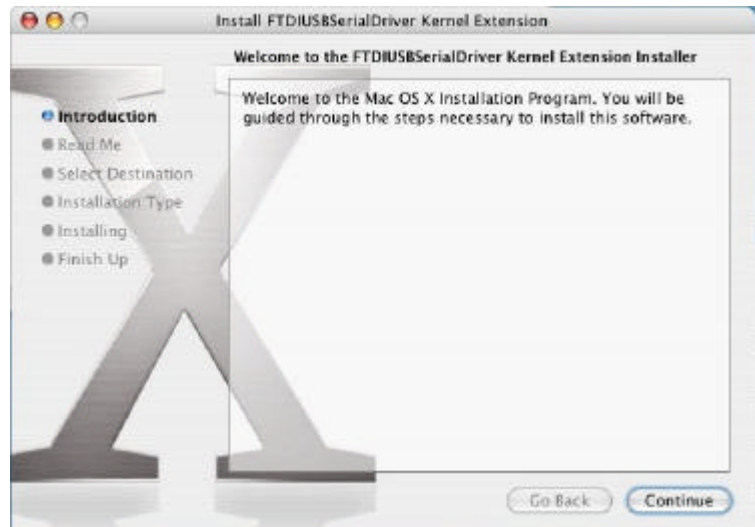 Install FTDIUSBSerialDriver Kernel Extension
Welcome to the FTDIUSBSerialDriver Kernel Extension Installer
Introduction
Read Me
Select Destination
Installation Type
Installing
Finish Up
Welcome to the Mac OS X Installation Program. You will be
guided through the steps necessary to install this software.
Go Back
Continue